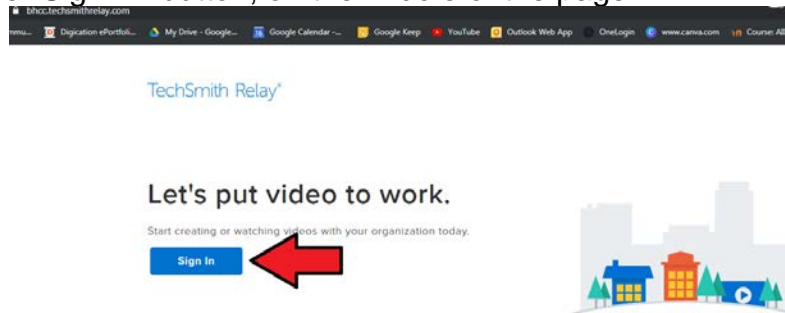 bhcc.techsmithrelay.com
Digication ePortfoli... My Drive - Google... Google Calendar -... Google Keep YouTube Outlook Web App OneLogin www.canva.com Course: All
TechSmith Relay
Let's put video to work.
Start creating or watching videos with your organization today.
Sign In